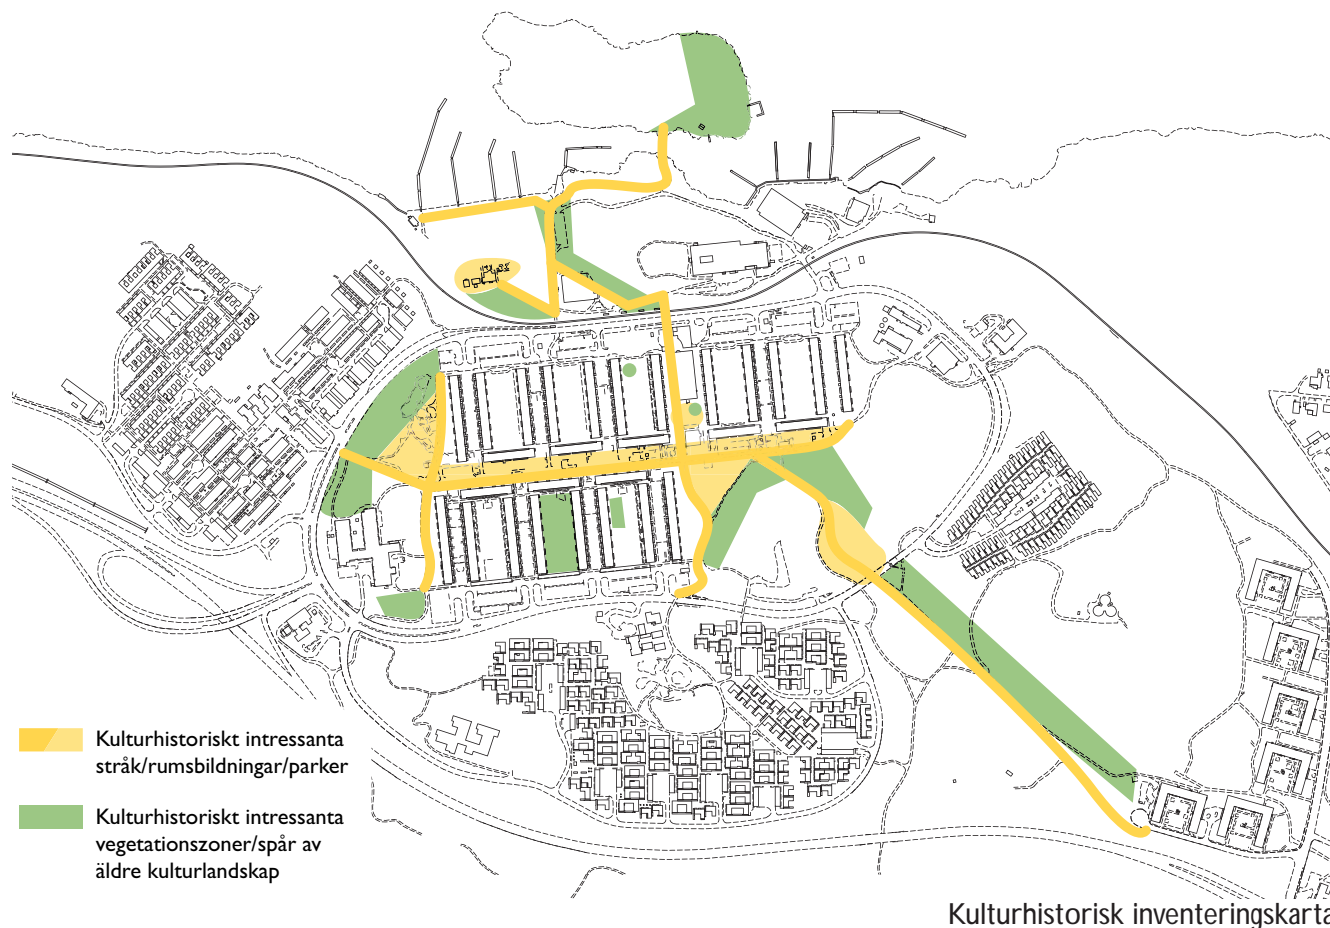 Kulturhistoriskt intressanta
stråk/rumsbildningar/parker
Kulturhistoriskt intressanta
vegetationszoner/spår av
äldre kulturlandskap
Kulturhistorisk inventeringskarta